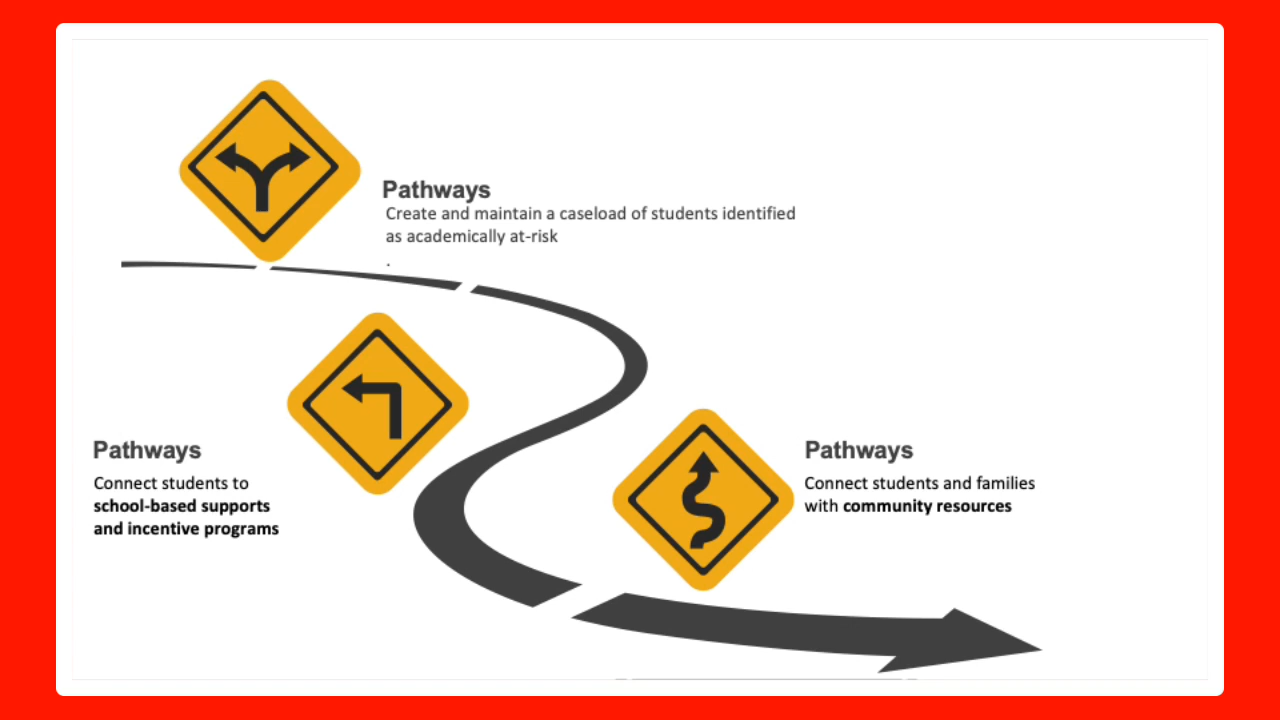 Pathways
Create and maintain a caseload of students identified
as academically at-risk
.
Pathways
Connect students to
school-based supports
and incentive programs
Pathways
Connect students and families
with community resources